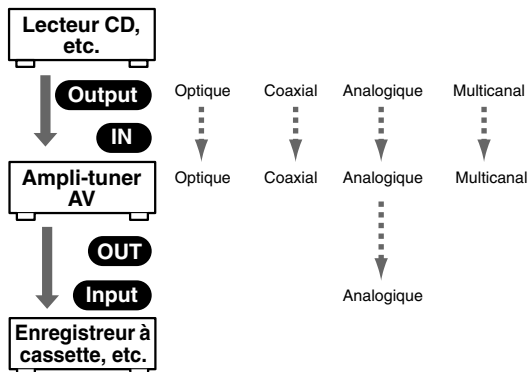 Lecteur CD,
etc.
Output
Optique Coaxial Analogique Multicanal
IN
Ampli-tuner
AV
Optique Coaxial Analogique Multicanal
OUT
Input
Analogique
Enregistreur à
cassette, etc.